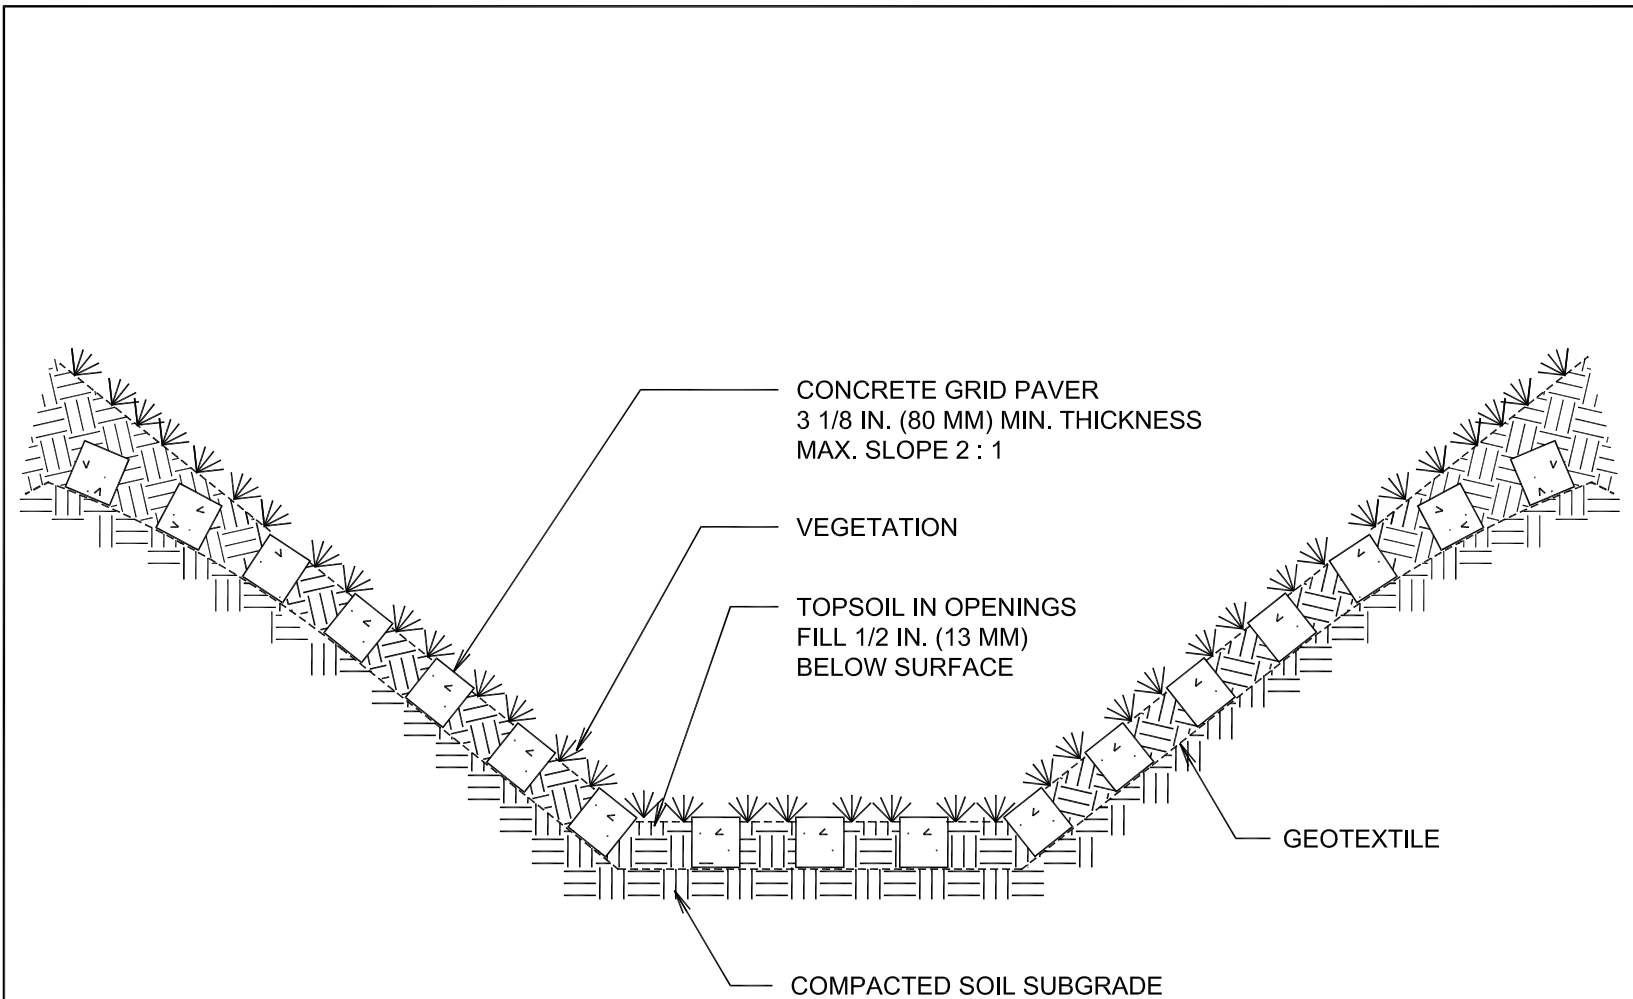 CONCRETE GRID PAVER
3 1/8 IN. (80 MM) MIN. THICKNESS
MAX. SLOPE 2 : 1
VEGETATION
TOPSOIL IN OPENINGS
FILL 1/2 IN. (13 MM)
BELOW SURFACE
GEOTEXTILE
COMPACTED SOIL SUBGRADE